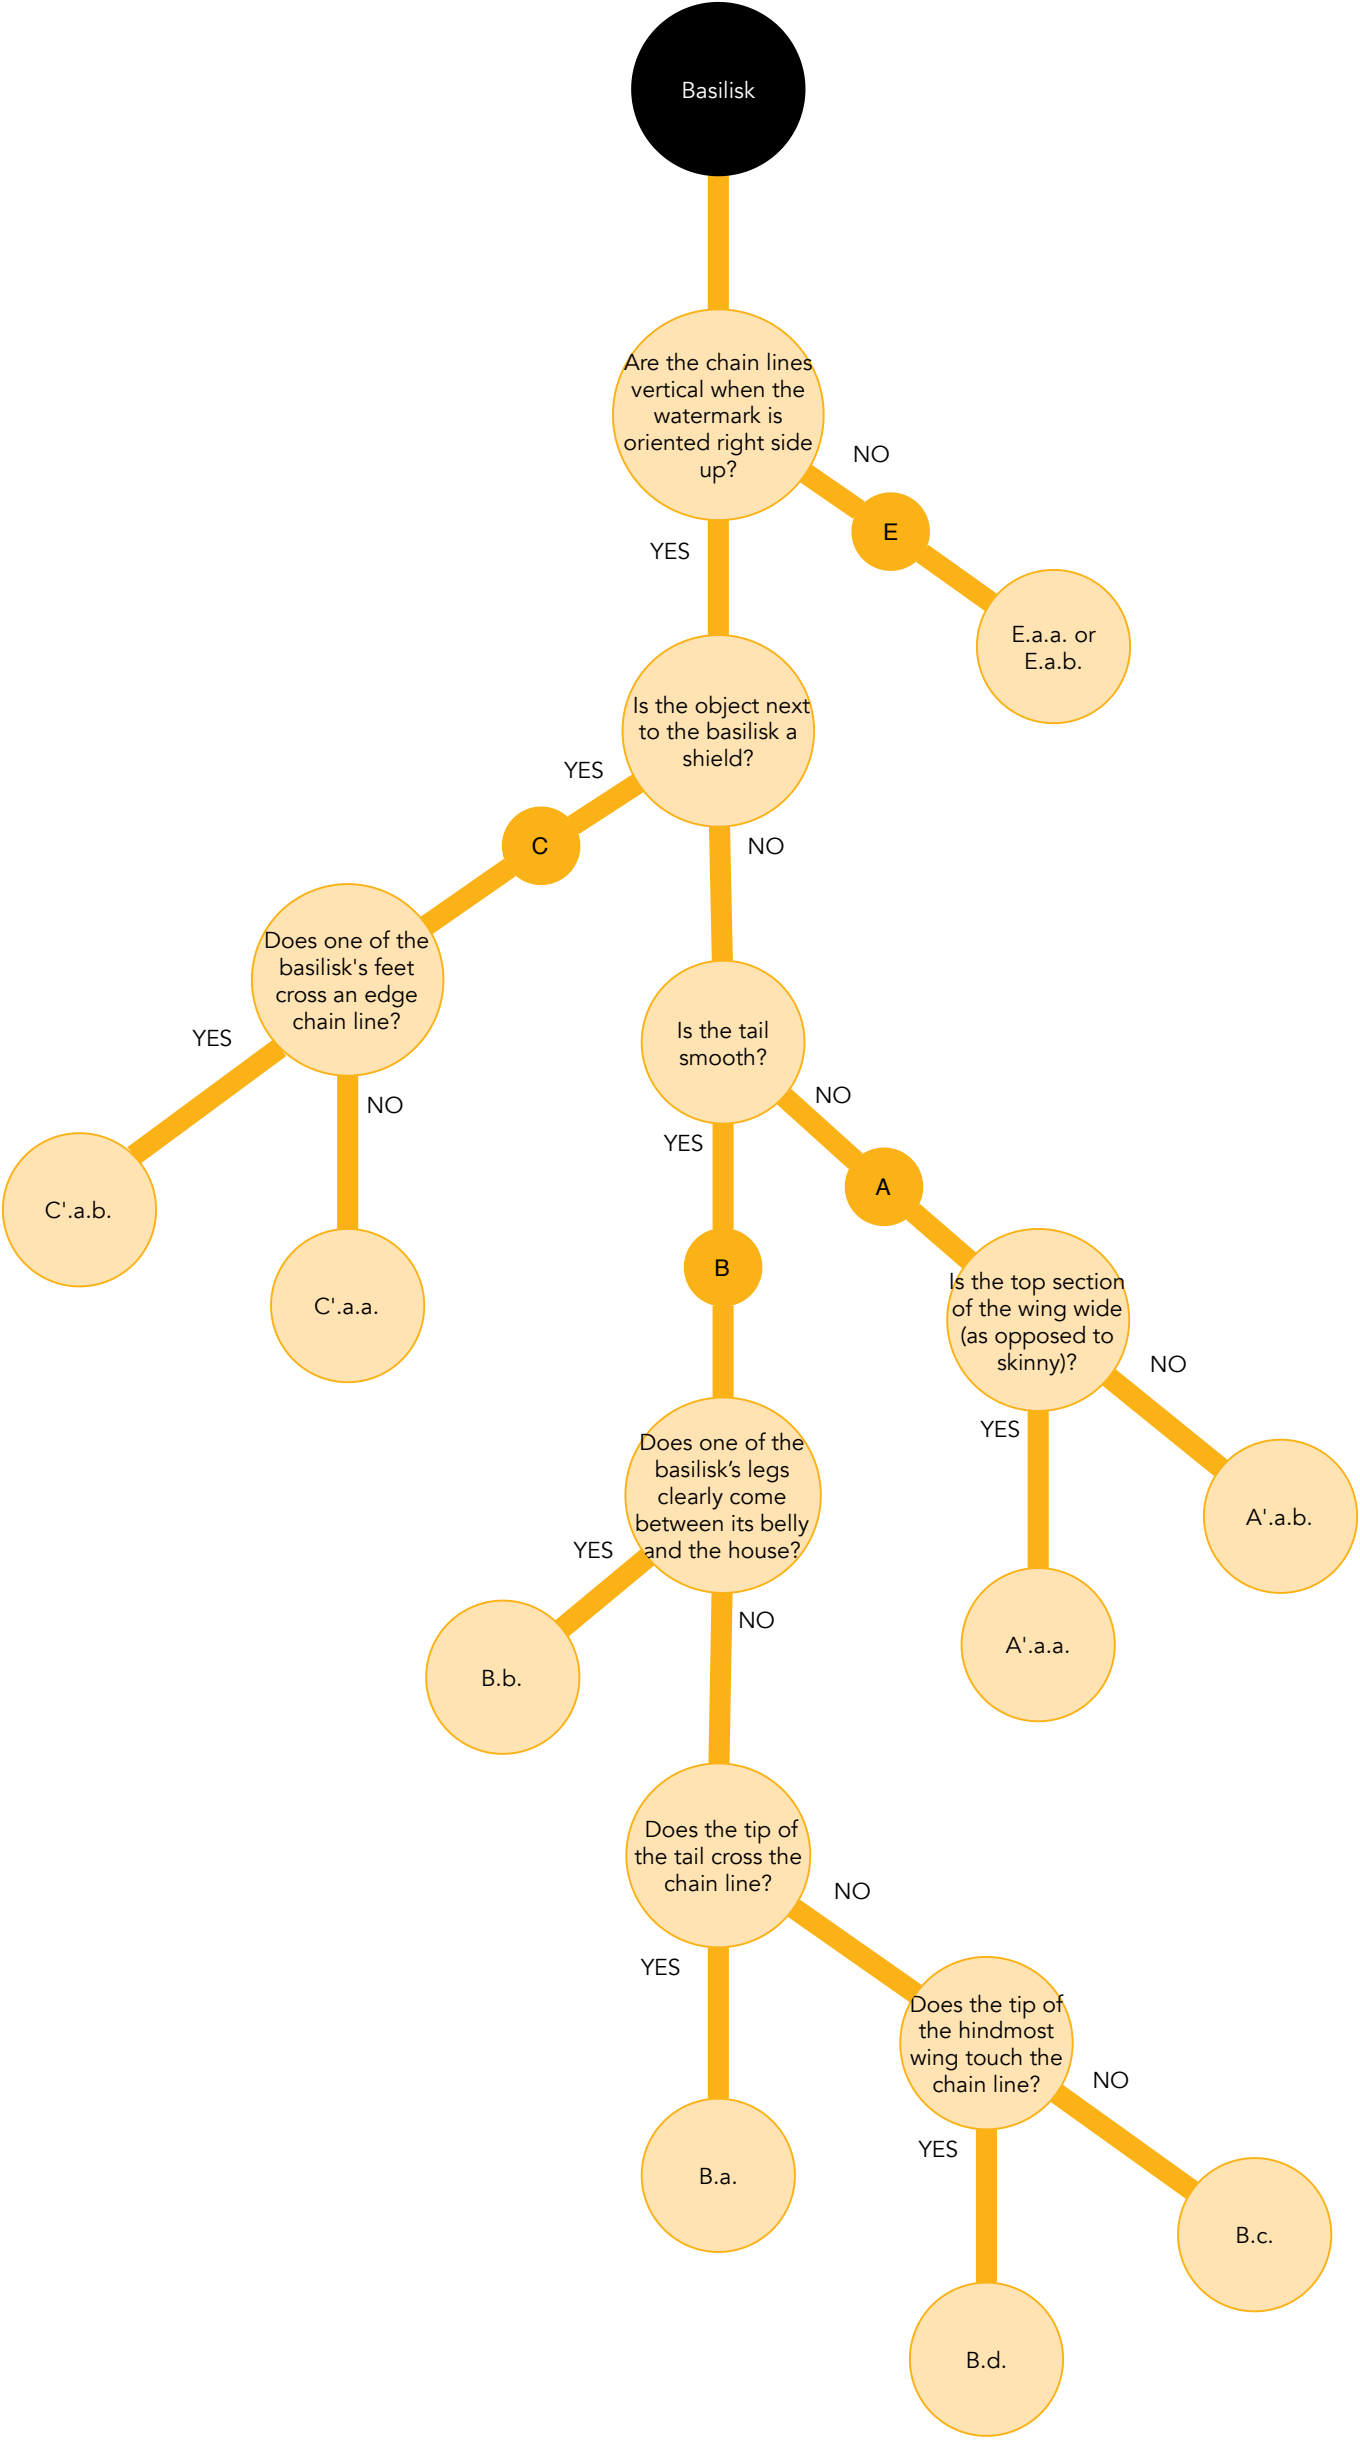 Basilisk
Are the chain lines
vertical when the
watermark is
oriented right side
up?
NO
E
YES
E.a.a. or
E.a.b.
Is the object next
to the basilisk a
shield?
YES
C
NO
Does one of the
basilisk's feet
cross an edge
chain line?
YES
NO
C'.a.b.
C'.a.a.
Is the tail
smooth?
NO
YES
A
B
Is the top section
of the wing wide
(as opposed to
skinny)?
NO
YES
A'.a.b.
A'.a.a.
Does one of the
basilisk’s legs
clearly come
between its belly
and the house?
YES
NO
B.b.
Does the tip of
the tail cross the
chain line?
NO
YES
B.a.
Does the tip of
the hindmost
wing touch the
chain line?
NO
YES
B.c.
B.d.